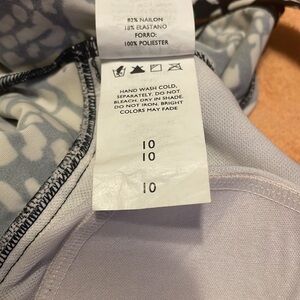 82% NAILON
18% ELASTANO
FORRO:
100% POLIESTER
HAND WASH COLD,
SEPARATELY. DO NOT
BLEACH. DRY IN SHADE.
DO NOT IRON, BRIGHT
COLORS MAY FADE
10
10
10